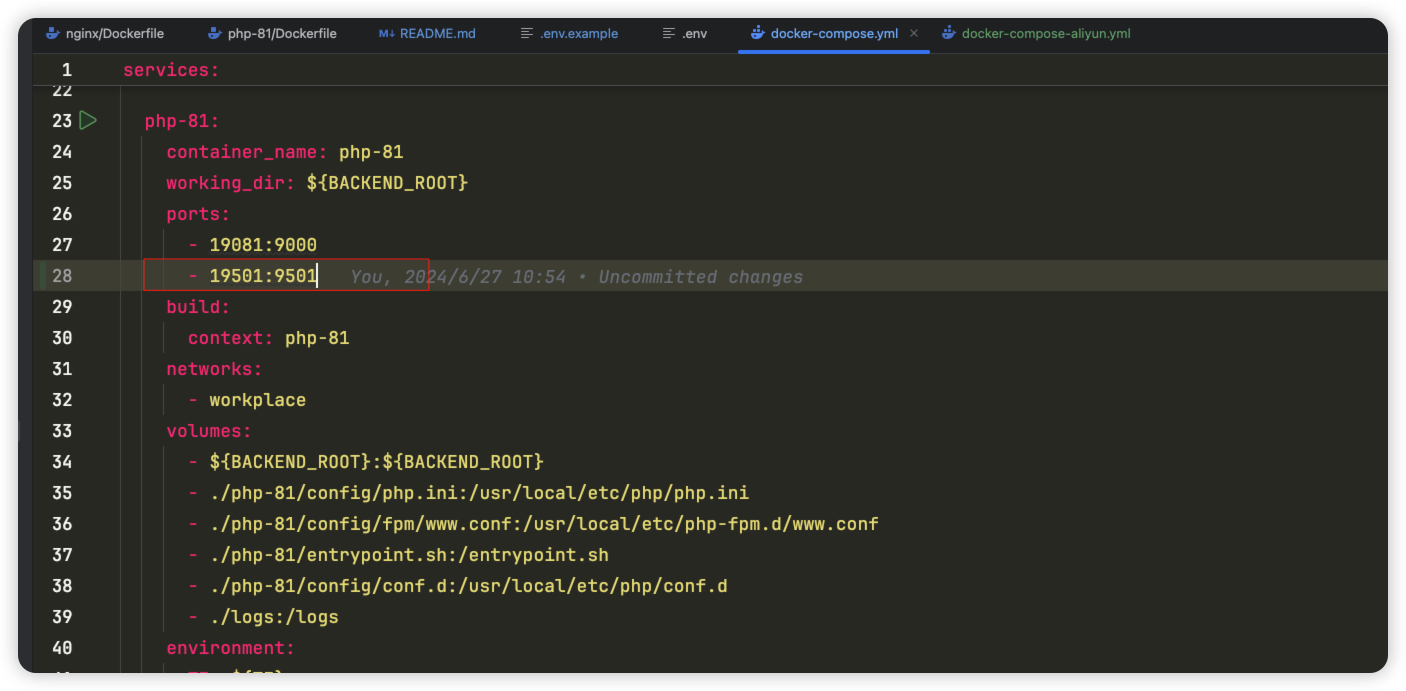 nginx/Dockerfile php-81/Dockerfile M↓ README.md .env.example .env docker-compose.yml × docker-compose-aliyun.yml
1 services:
22
23 php-81:
24 container_name: php-81
25 working_dir: ${BACKEND_ROOT}
26 ports:
27 - 19081:9000
28 - 19501:9501 You, 2024/6/27 10:54 • Uncommitted changes
29 build:
30 context: php-81
31 networks:
32 - workplace
33 volumes:
34 - ${BACKEND_ROOT}:${BACKEND_ROOT}
35 - ./php-81/config/php.ini:/usr/local/etc/php/php.ini
36 - ./php-81/config/fpm/www.conf:/usr/local/etc/php-fpm.d/www.conf
37 - ./php-81/entrypoint.sh:/entrypoint.sh
38 - ./php-81/config/conf.d:/usr/local/etc/php/conf.d
39 - ./logs:/logs
40 environment: